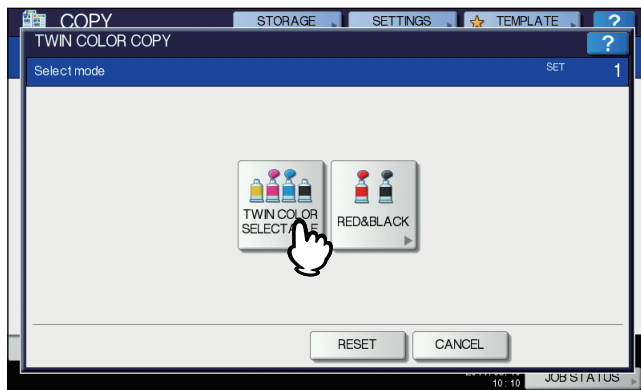 COPY STORAGE SETTINGS TEMPLATE ?
TWIN COLOR COPY ?
Select mode SET 1
TWIN COLOR
RED&BLACK
RESET CANCEL
10:10 JOB STATUS